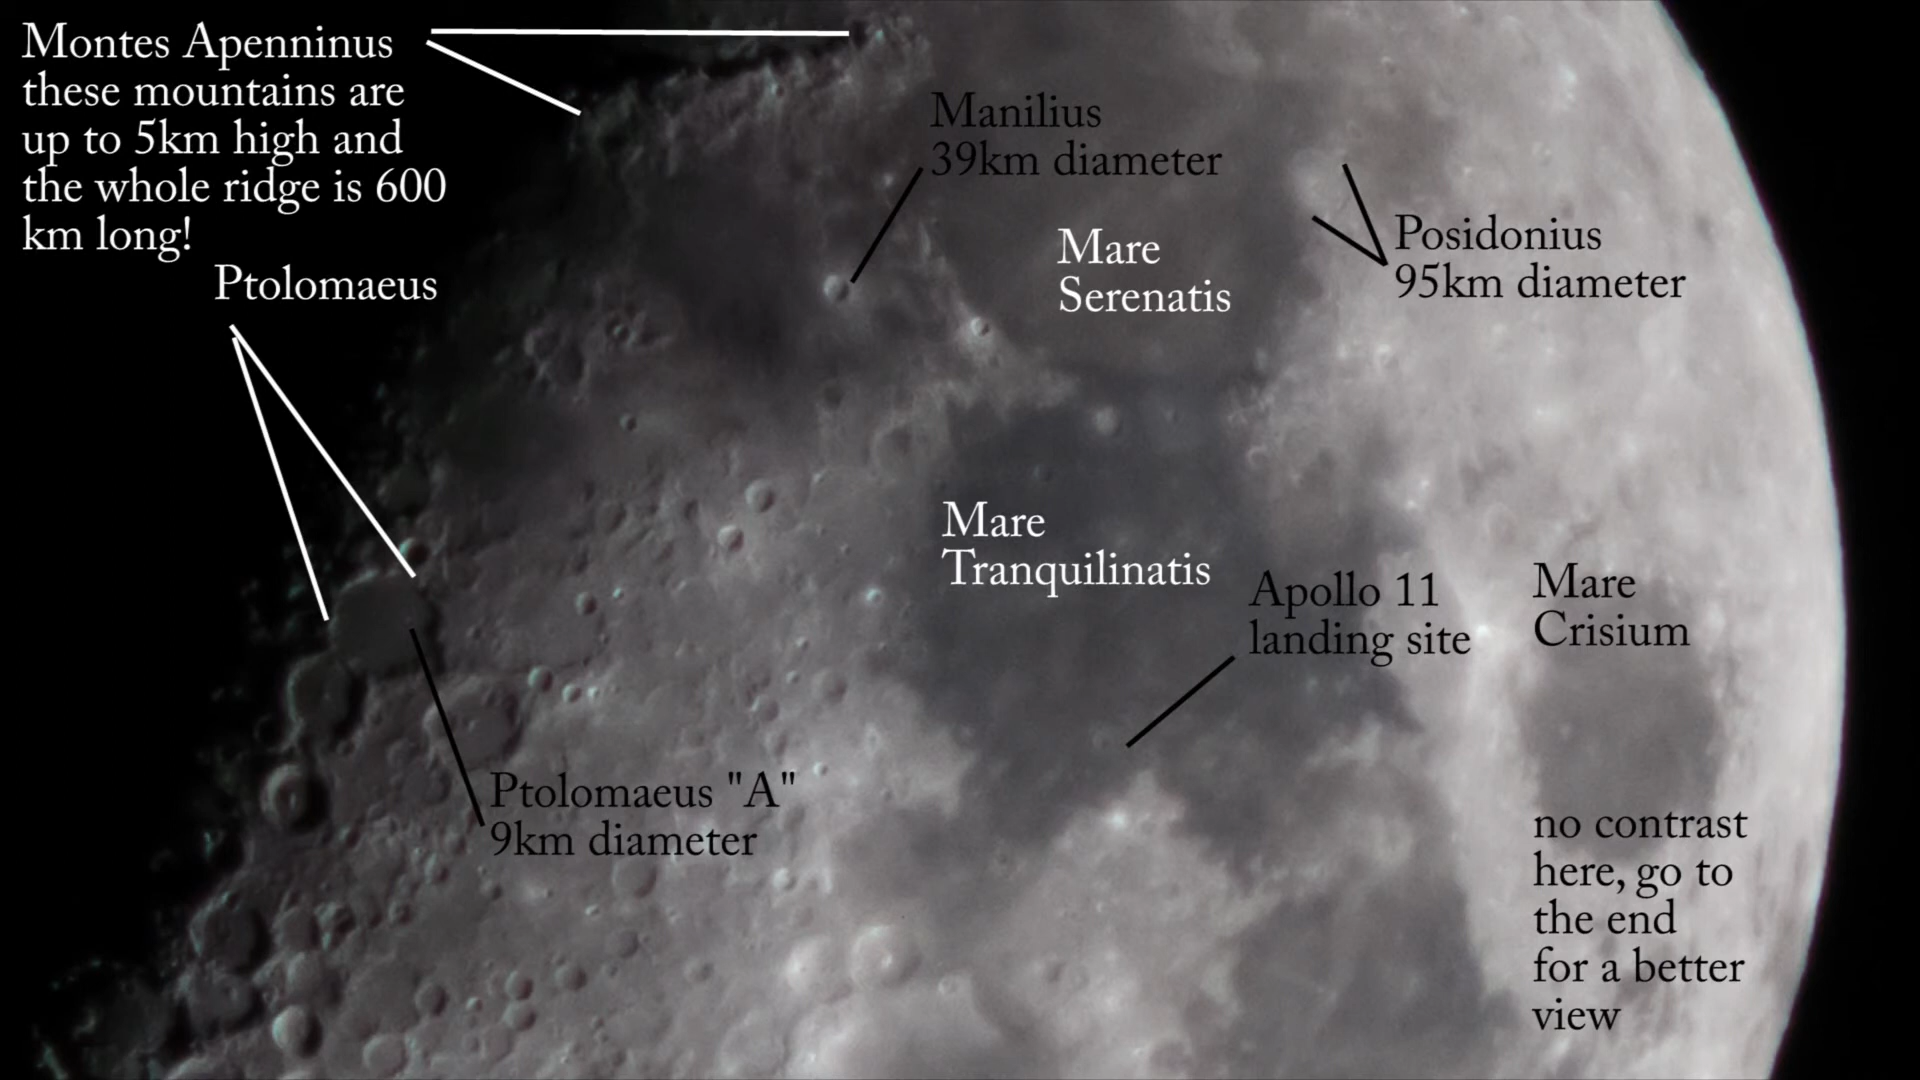 Montes Apenninus
these mountains are
up to 5km high and
the whole ridge is 600
km long!
Ptolomaeus
Manilius
39km diameter
Mare
Serenatis
Posidonius
95km diameter
Mare
Tranquilinatis
Apollo 11
landing site
Mare
Crisium
Ptolomaeus "A"
9km diameter
no contrast
here, go to
the end
for a better
view